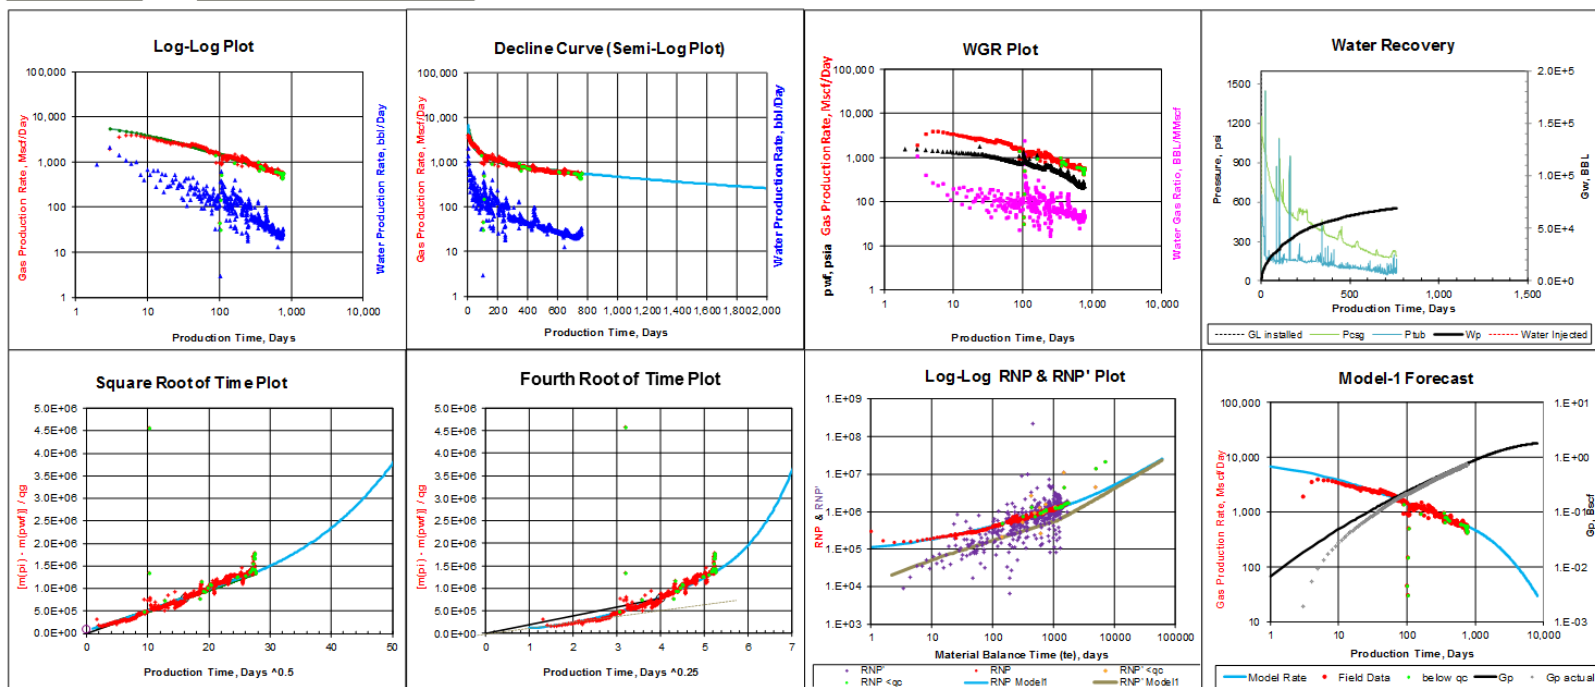 Log-Log Plot
Gas Production Rate, Mscf/Day
100,000
10,000
1,000
100
10
1
1 10 100 1,000 10,000
Production Time, Days
Water Production Rate, bbl/Day
Decline Curve (Semi-Log Plot)
Gas Production Rate, Mscf/Day
100,000
10,000
1,000
100
10
1
0 200 400 600 800 1,000 1,200 1,400 1,600 1,800 2,000
Production Time, Days
Water Production Rate, bbl/Day
WGR Plot
pwf, psia Gas Production Rate, Mscf/Day
100,000
10,000
1,000
100
10
1
1 10 100 1,000 10,000
Production Time, Days
Water Gas Ratio, BBL/MMscf
Water Recovery
Pressure, psi
1500
1200
900
600
300
0
0 500 1,000 1,500
2.0E+5
1.5E+5
1.0E+5
5.0E+4
0.0E+0
Gw, BBL
Production Time, Days
GL installed Pcsg Ptub Wp Water Injected
Square Root of Time Plot
[m(pi) - m(pwf)] / qg
5.0E+06
4.5E+06
4.0E+06
3.5E+06
3.0E+06
2.5E+06
2.0E+06
1.5E+06
1.0E+06
5.0E+05
0.0E+00
0 10 20 30 40 50
Production Time, Days ^0.5
Fourth Root of Time Plot
[m(pi) - m(pwf)] / qg
5.0E+06
4.5E+06
4.0E+06
3.5E+06
3.0E+06
2.5E+06
2.0E+06
1.5E+06
1.0E+06
5.0E+05
0.0E+00
0 1 2 3 4 5 6 7
Production Time, Days ^0.25
Log-Log RNP & RNP' Plot
RNP & RNP'
1.E+09
1.E+08
1.E+07
1.E+06
1.E+05
1.E+04
1.E+03
1 10 100 1000 10000 100000
Material Balance Time (te), days
RNP' RNP RNP' <qc
RNP <qc RNP Model1 RNP' Model1
Model-1 Forecast
Gas Production Rate, Mscf/Day
100,000
10,000
1,000
100
10
1 10 100 1,000 10,000
1.E+01
1.E+00
1.E-01
1.E-02
1.E-03
Gp, Bscf
Production Time, Days
Model Rate Field Data below qc Gp Gp actual